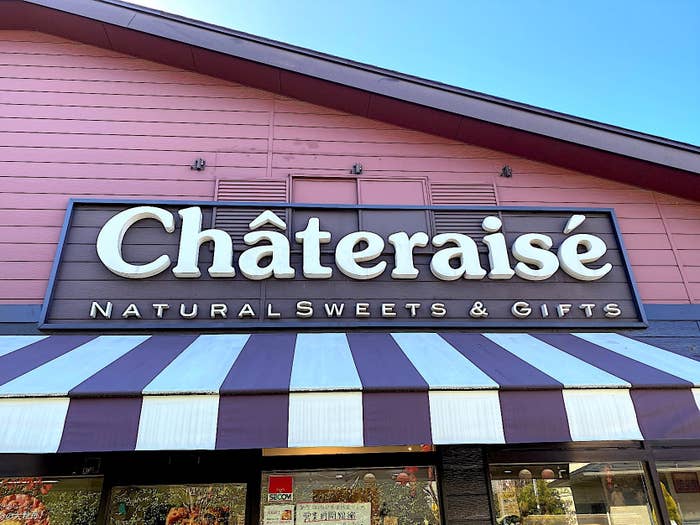 Châteraisé
NATURAL SWEETS & GIFTS
SECOM